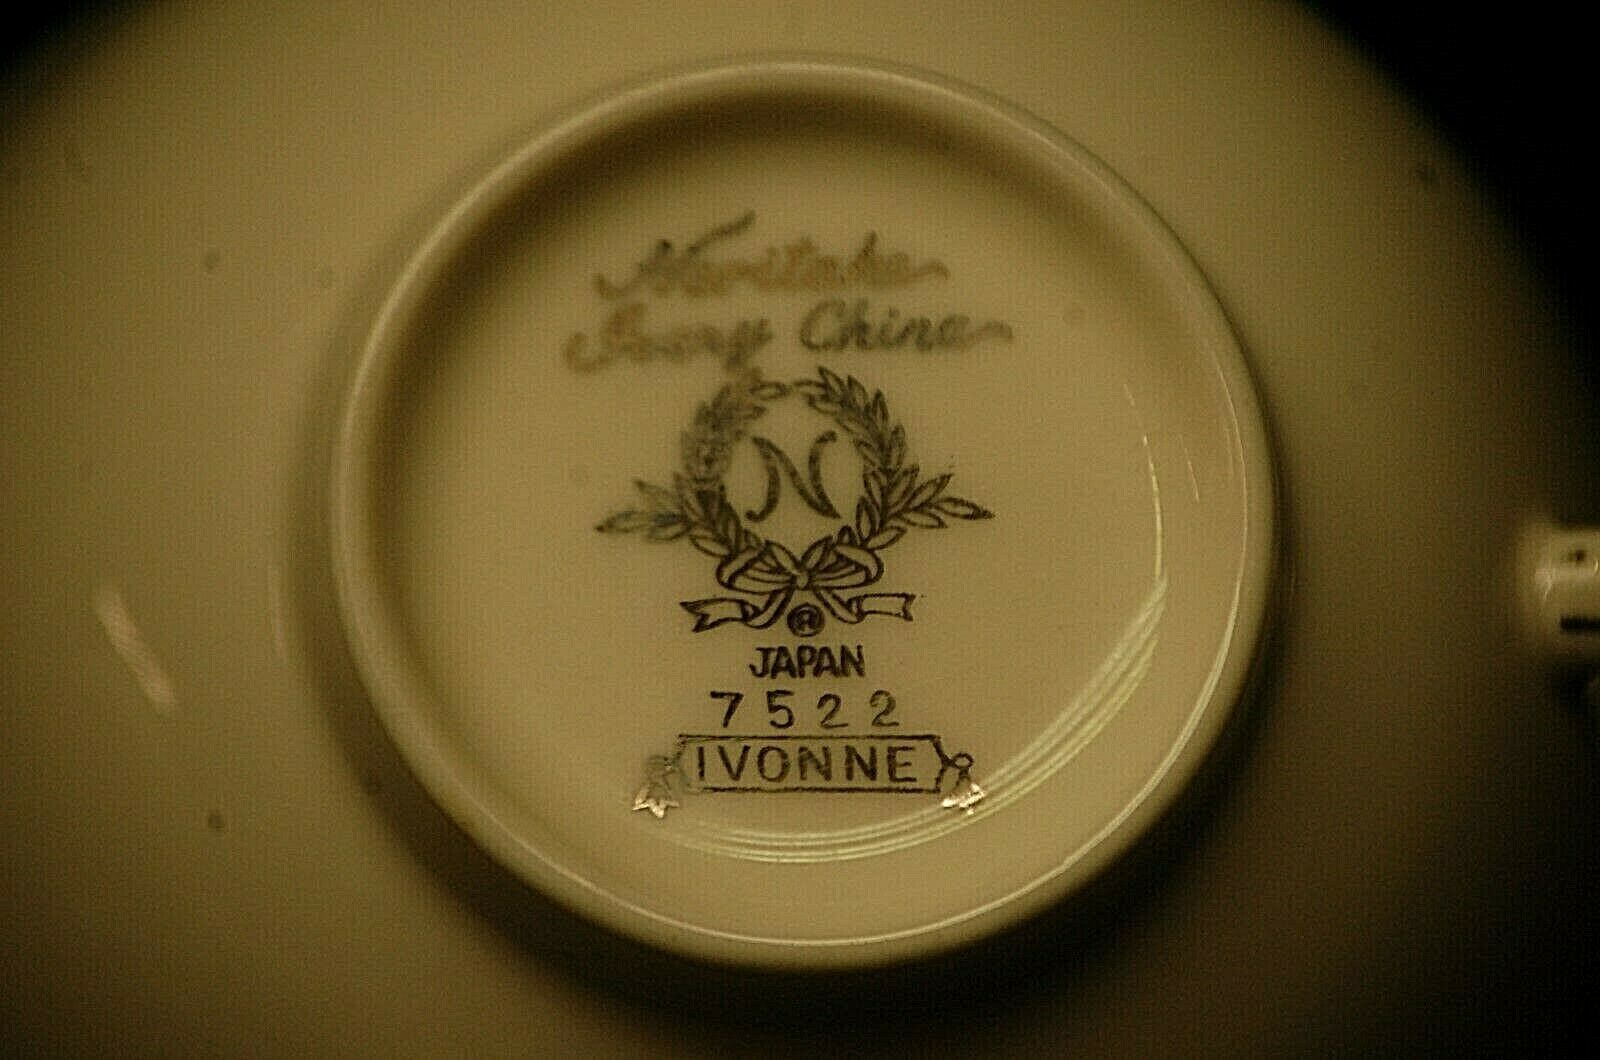 Noritake
Ivory China
N
®
JAPAN
7522
IVONNE